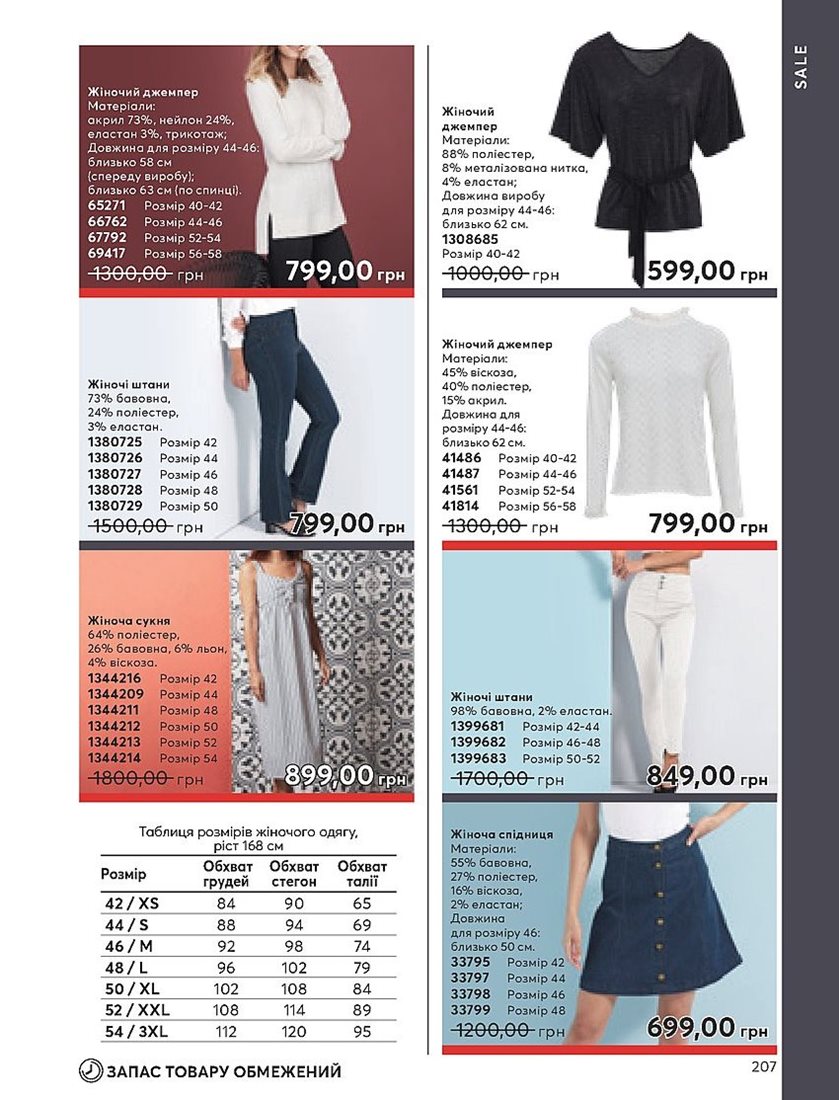 SALE
Жіночий джемпер
Матеріали:
акрил 73%, нейлон 24%,
еластан 3%, трикотаж;
Довжина для розміру 44-46:
близько 58 см
(спереду виробу);
близько 63 см (по спинці).
65271 Розмір 40-42
66762 Розмір 44-46
67792 Розмір 52-54
69417 Розмір 56-58
1300,00 грн 799,00 грн
Жіночі штани
73% бавовна,
24% поліестер,
3% еластан.
1380725 Розмір 42
1380726 Розмір 44
1380727 Розмір 46
1380728 Розмір 48
1380729 Розмір 50
1500,00 грн 799,00 грн
Жіноча сукня
64% поліестер,
26% бавовна, 6% льон,
4% віскоза.
1344216 Розмір 42
1344209 Розмір 44
1344211 Розмір 48
1344212 Розмір 50
1344213 Розмір 52
1344214 Розмір 54
1800,00 грн 899,00 грн
Таблиця розмірів жіночого одягу,
ріст 168 см
Розмір Обхват грудей Обхват стегон Обхват талії
42 / XS 84 90 65
44 / S 88 94 69
46 / M 92 98 74
48 / L 96 102 79
50 / XL 102 108 84
52 / XXL 108 114 89
54 / 3XL 112 120 95
ЗАПАС ТОВАРУ ОБМЕЖЕНИЙ
Жіночий
джемпер
Матеріали:
88% поліестер,
8% металізована нитка,
4% еластан;
Довжина виробу
для розміру 44-46:
близько 62 см.
1308685
Розмір 40-42
1000,00 грн 599,00 грн
Жіночий джемпер
Матеріали:
45% віскоза,
40% поліестер,
15% акрил.
Довжина для
розміру 44-46:
близько 62 см.
41486 Розмір 40-42
41487 Розмір 44-46
41561 Розмір 52-54
41814 Розмір 56-58
1300,00 грн 799,00 грн
Жіночі штани
98% бавовна, 2% еластан.
1399681 Розмір 42-44
1399682 Розмір 46-48
1399683 Розмір 50-52
1700,00 грн 849,00 грн
Жіноча спідниця
Матеріали:
55% бавовна,
27% поліестер,
16% віскоза,
2% еластан;
Довжина
для розміру 46:
близько 50 см.
33795 Розмір 42
33797 Розмір 44
33798 Розмір 46
33799 Розмір 48
1200,00 грн 699,00 грн
207